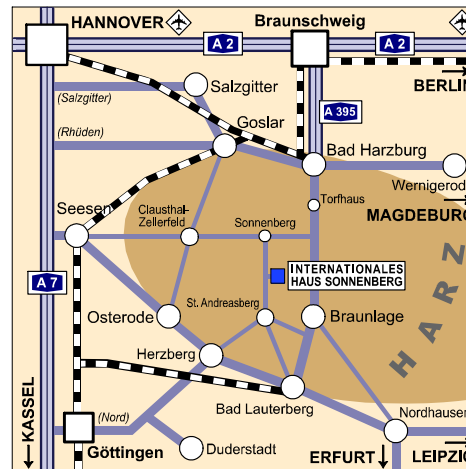 HANNOVER
Braunschweig
A 2
A 2
BERLIN
Salzgitter
(Salzgitter)
A 395
Goslar
(Rhüden)
Bad Harzburg
Wernigerod
Torfhaus
Seesen
Clausthal-
Zellerfeld
Sonnenberg
MAGDEBURG
A 7
INTERNATIONALES
HAUS SONNENBERG
HARZ
St. Andreasberg
Osterode
Braunlage
Herzberg
Bad Lauterberg
Nordhausen
(Nord)
KASSEL
Göttingen
Duderstadt
ERFURT
LEIPZIG